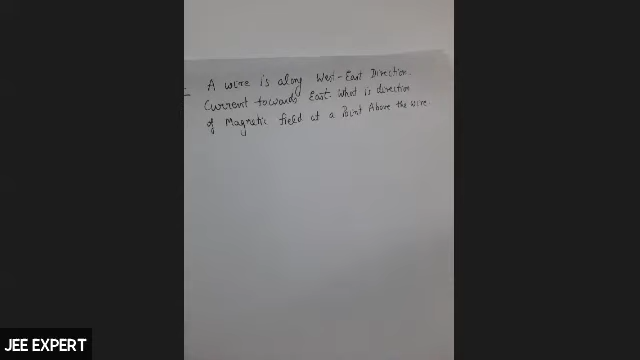 A wire is along West-East Direction.
Current towards East. What is direction
of Magnetic field at a Point Above the wire.
JEE EXPERT